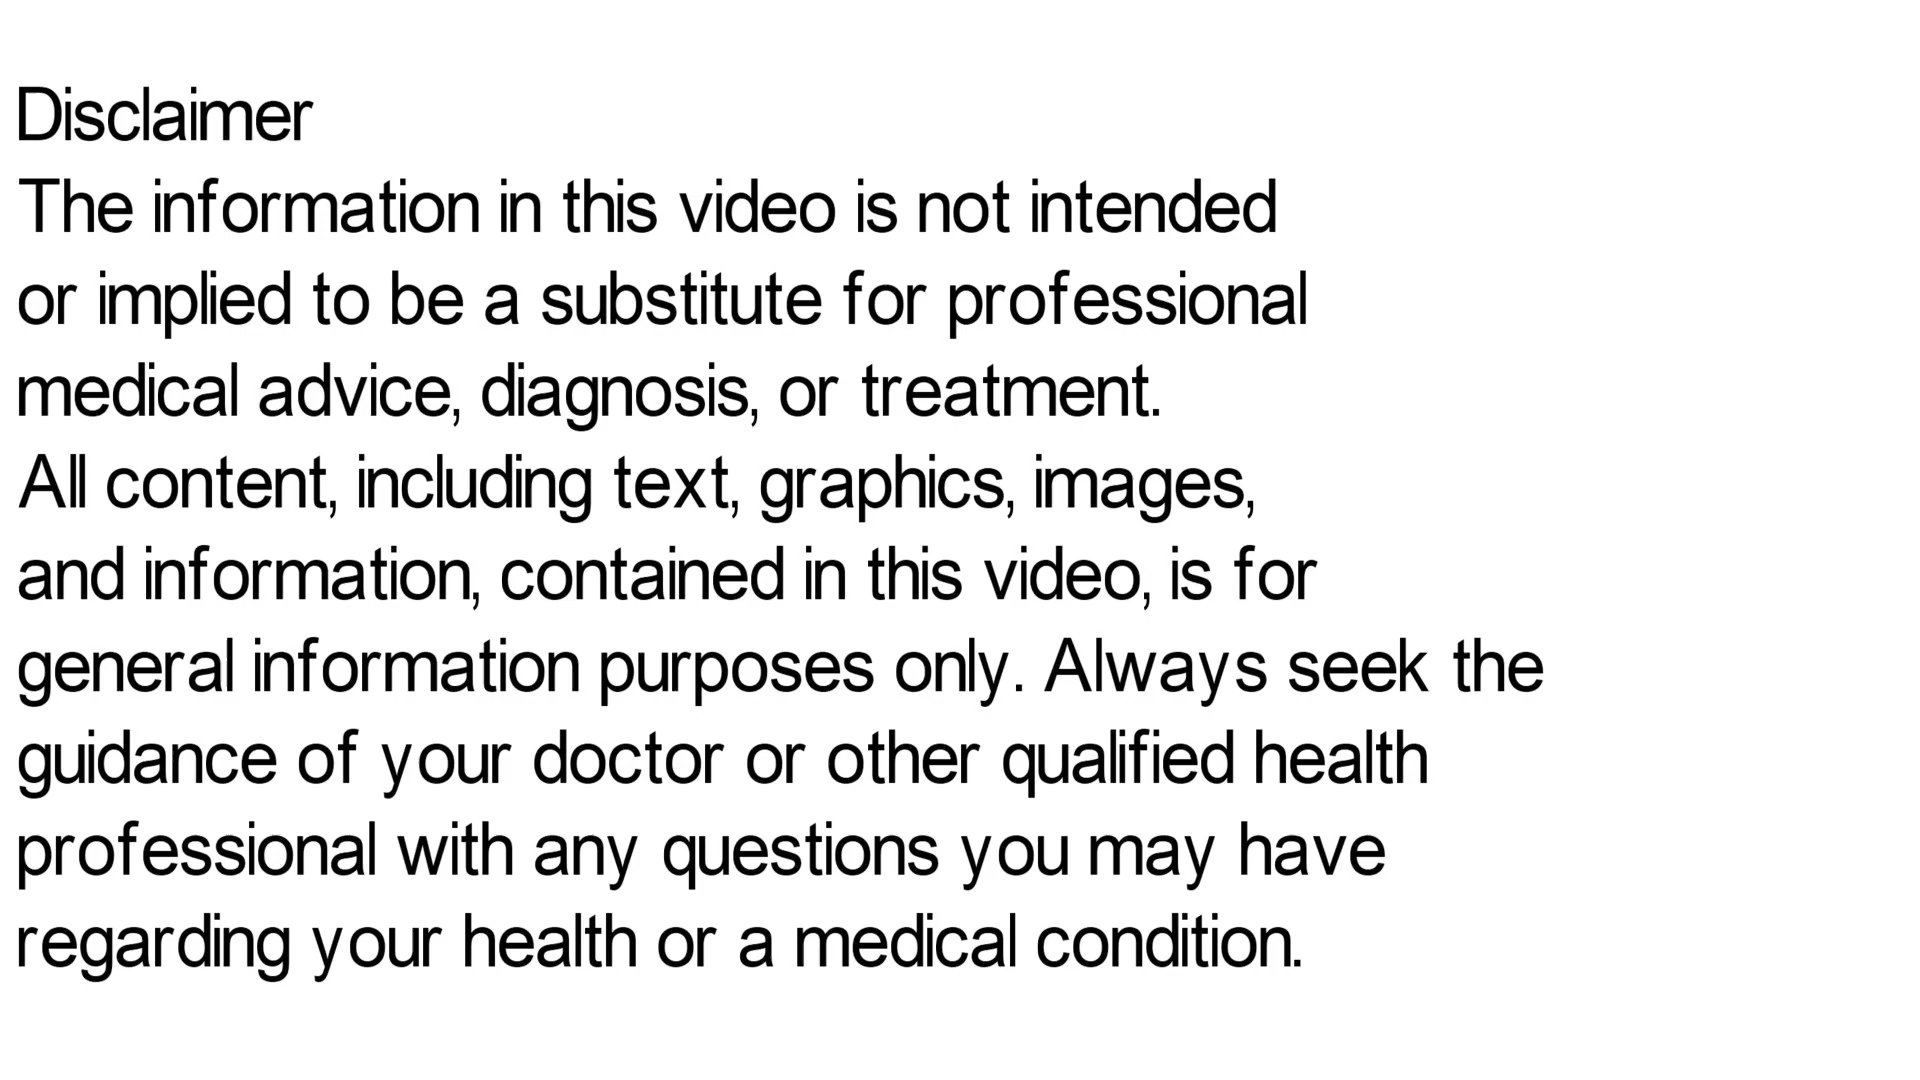 Disclaimer
The information in this video is not intended
or implied to be a substitute for professional
medical advice, diagnosis, or treatment.
All content, including text, graphics, images,
and information, contained in this video, is for
general information purposes only. Always seek the
guidance of your doctor or other qualified health
professional with any questions you may have
regarding your health or a medical condition.